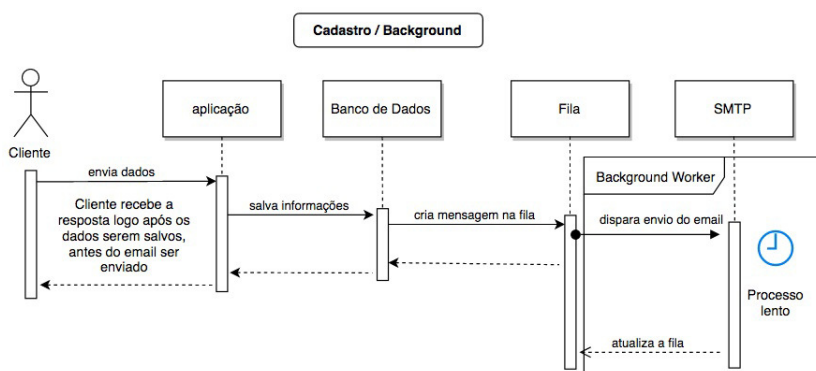 Cadastro / Background
aplicação
Banco de Dados
Fila
SMTP
Cliente
envia dados
Background Worker
Cliente recebe a
resposta logo após os
dados serem salvos,
antes do email ser
enviado
salva informações
cria mensagem na fila
dispara envio do email
Processo
lento
atualiza a fila